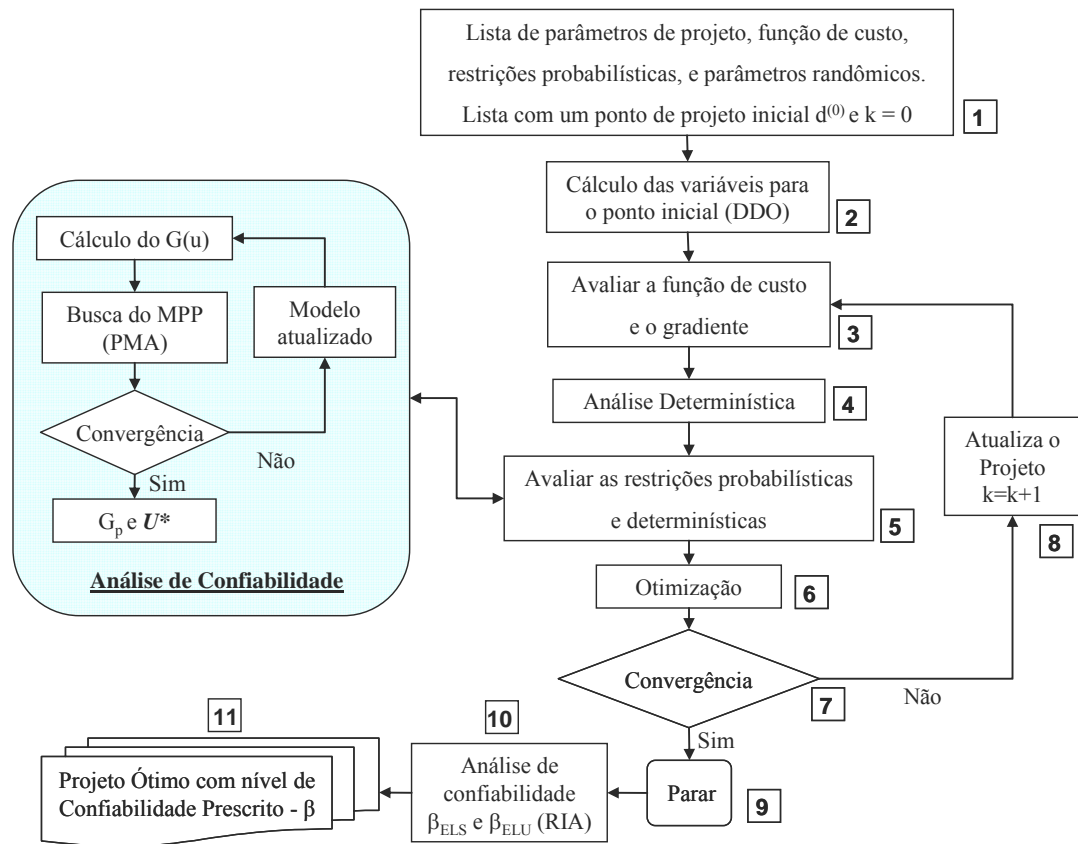 Lista de parâmetros de projeto, função de custo,
restrições probabilísticas, e parâmetros randômicos.
Lista com um ponto de projeto inicial d⁽⁰⁾ e k = 0
1
Cálculo das variáveis para
o ponto inicial (DDO)
2
Avaliar a função de custo
e o gradiente
3
Análise Determinística
4
Avaliar as restrições probabilísticas
e determinísticas
5
Otimização
6
Convergência
7
Não
Sim
Atualiza o
Projeto
k=k+1
8
Parar
9
10
Análise de
confiabilidade
β_ELS e β_ELU (RIA)
11
Projeto Ótimo com nível de
Confiabilidade Prescrito - β
Cálculo do G(u)
Busca do MPP
(PMA)
Modelo
atualizado
Convergência
Não
Sim
G_p e U*
Análise de Confiabilidade